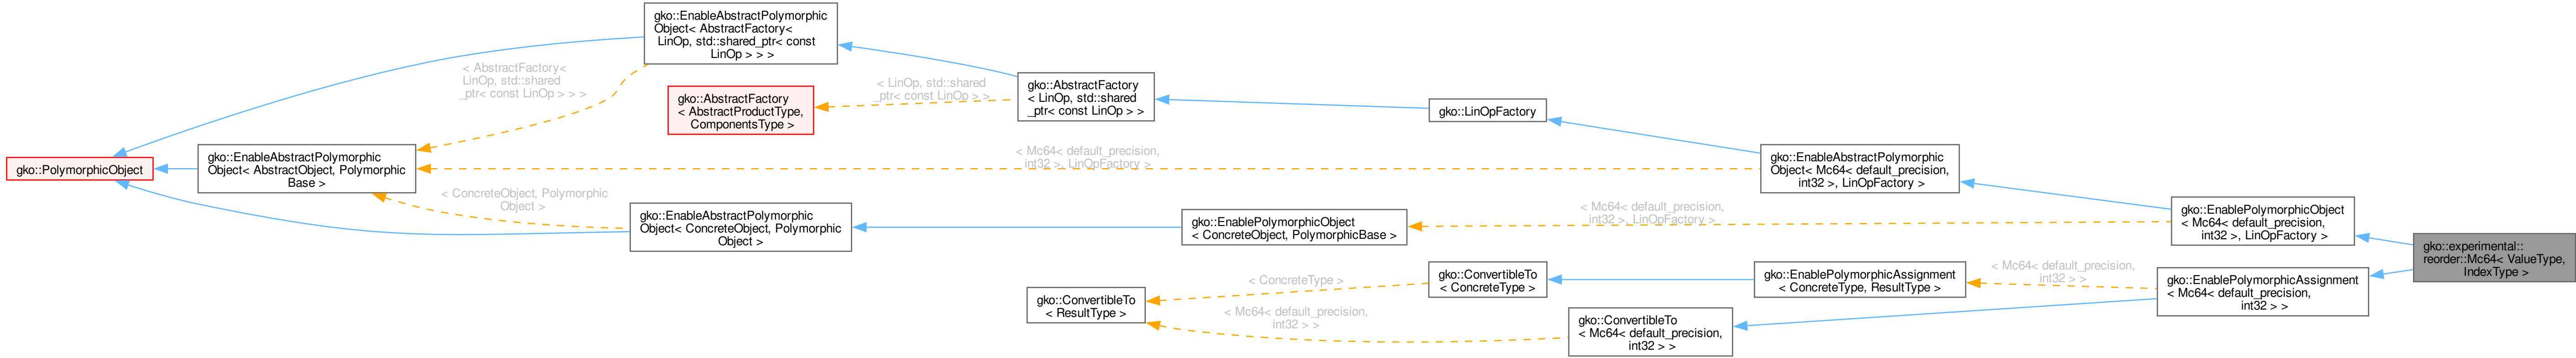 gko::PolymorphicObject
gko::EnableAbstractPolymorphic
Object< AbstractFactory<
LinOp, std::shared_ptr< const
LinOp > > >
< AbstractFactory<
LinOp, std::shared
_ptr< const LinOp > > >
gko::AbstractFactory
< AbstractProductType,
ComponentsType >
< LinOp, std::shared
_ptr< const LinOp > >
gko::AbstractFactory
< LinOp, std::shared
_ptr< const LinOp > >
gko::LinOpFactory
gko::EnableAbstractPolymorphic
Object< AbstractObject, Polymorphic
Base >
< Mc64< default_precision,
int32 >, LinOpFactory >
gko::EnableAbstractPolymorphic
Object< Mc64< default_precision,
int32 >, LinOpFactory >
< ConcreteObject, Polymorphic
Object >
gko::EnableAbstractPolymorphic
Object< ConcreteObject, Polymorphic
Object >
gko::EnablePolymorphicObject
< ConcreteObject, PolymorphicBase >
< Mc64< default_precision,
int32 >, LinOpFactory >
gko::EnablePolymorphicObject
< Mc64< default_precision,
int32 >, LinOpFactory >
gko::experimental::
reorder::Mc64< ValueType,
IndexType >
gko::ConvertibleTo
< ResultType >
< ConcreteType >
gko::ConvertibleTo
< ConcreteType >
gko::EnablePolymorphicAssignment
< ConcreteType, ResultType >
< Mc64< default_precision,
int32 > >
gko::EnablePolymorphicAssignment
< Mc64< default_precision,
int32 > >
< Mc64< default_precision,
int32 > >
gko::ConvertibleTo
< Mc64< default_precision,
int32 > >